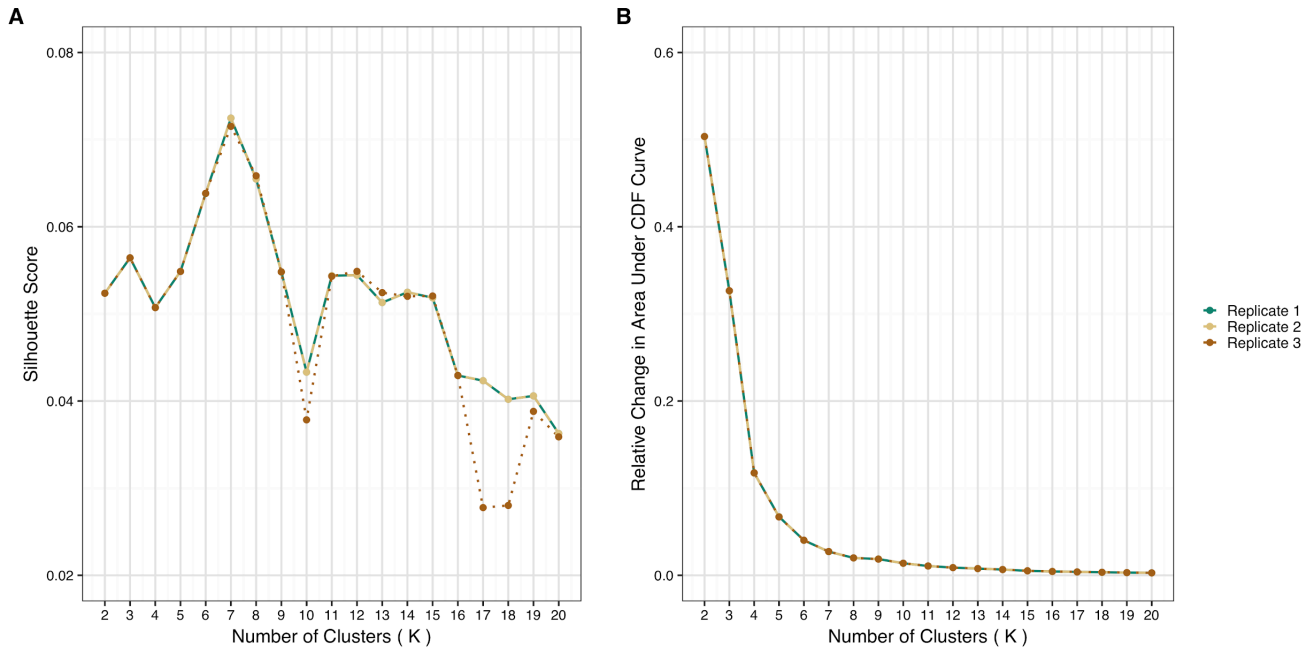 A
Silhouette Score
0.08
0.06
0.04
0.02
2 3 4 5 6 7 8 9 10 11 12 13 14 15 16 17 18 19 20
Number of Clusters ( K )
B
Relative Change in Area Under CDF Curve
0.6
0.4
0.2
0.0
2 3 4 5 6 7 8 9 10 11 12 13 14 15 16 17 18 19 20
Number of Clusters ( K )
Replicate 1
Replicate 2
Replicate 3